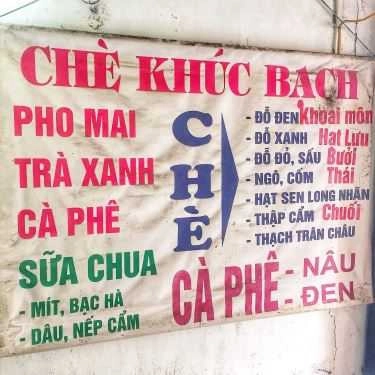 CHÈ KHÚC BẠCH
PHO MAI
TRÀ XANH
CÀ PHÊ
SỮA CHUA
- MÍT, BẠC HÀ
- DÂU, NẾP CẨM
CHÈ
- ĐỖ ĐEN, khoai môn
- ĐỖ XANH Hạt Lựu
- ĐỖ ĐỎ, SẤU Bưởi
- NGÔ, CỐM Thái
- HẠT SEN LONG NHÃN
- THẬP CẨM Chuối
- THẠCH TRÂN CHÂU
CÀ PHÊ - NÂU
- ĐEN